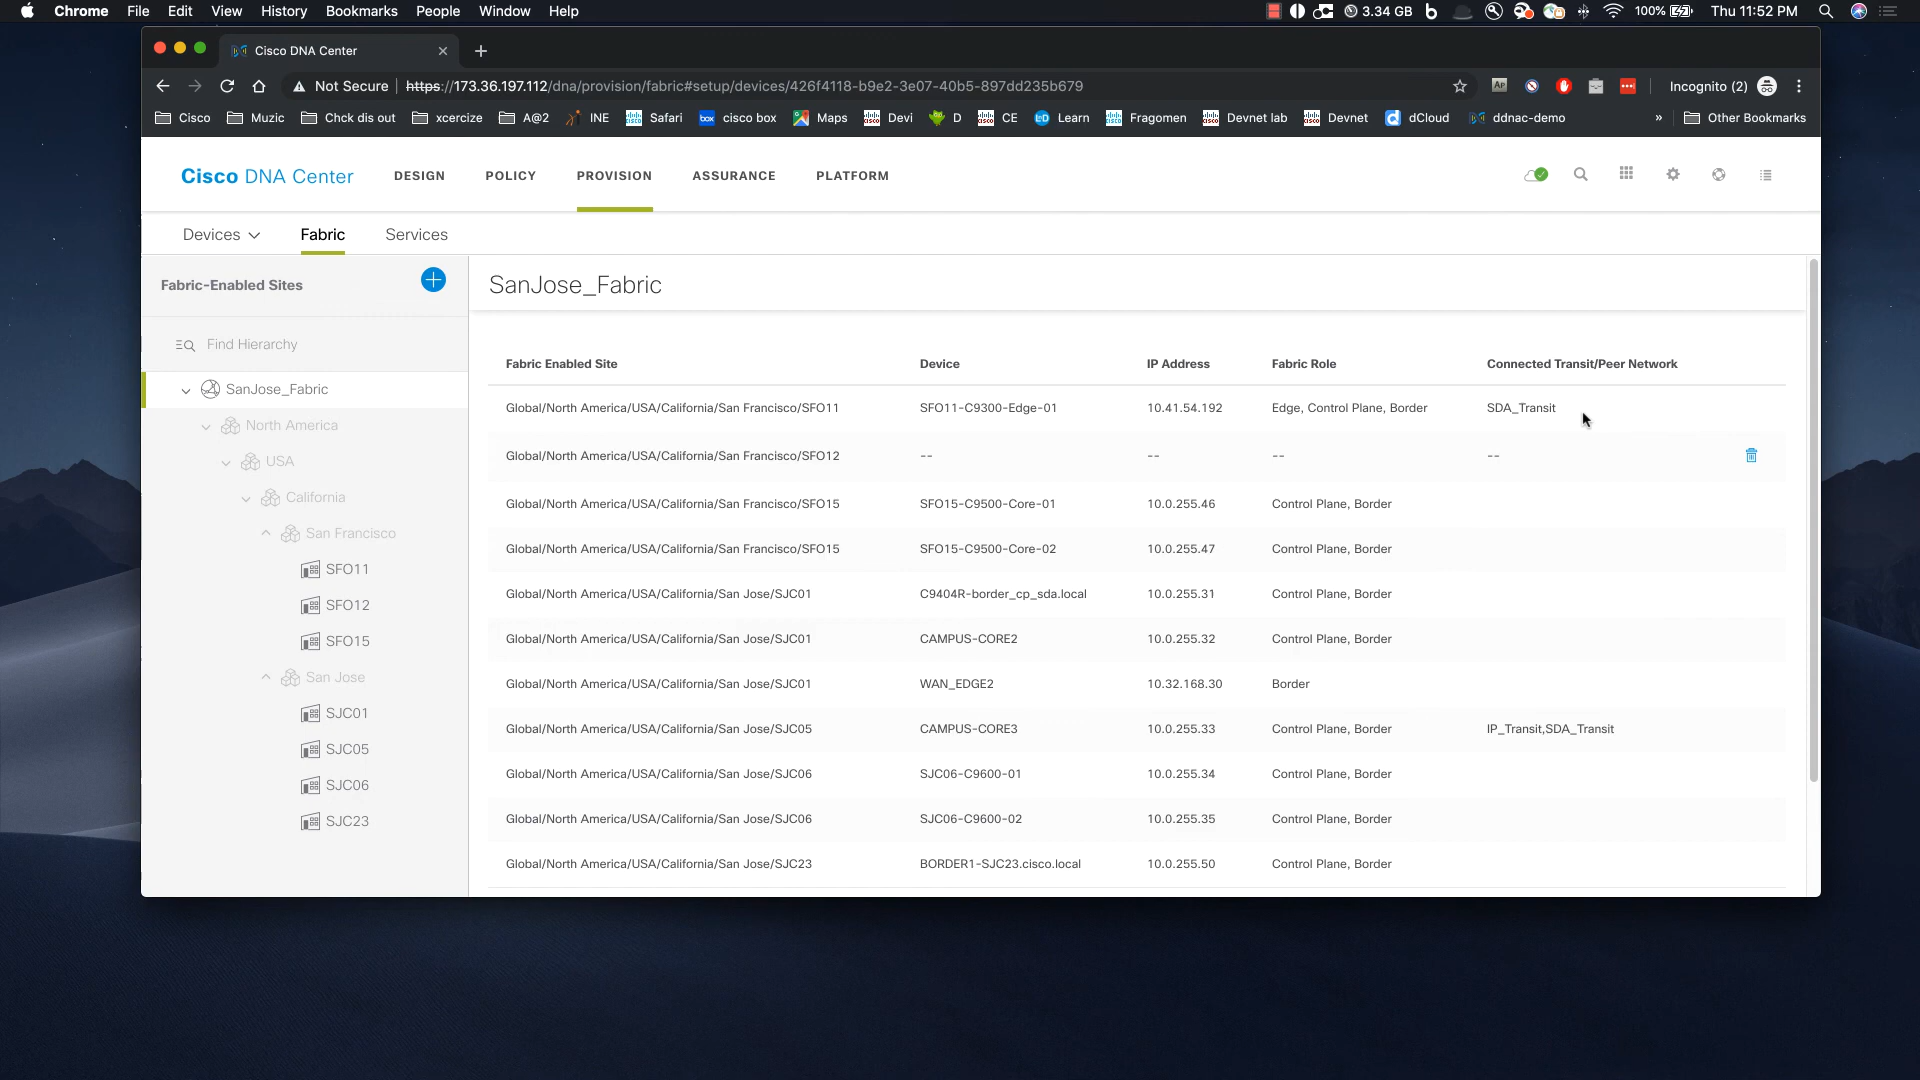 Chrome File Edit View History Bookmarks People Window Help 3.34 GB 100% Thu 11:52 PM
Cisco DNA Center
Not Secure https://173.36.197.112/dna/provision/fabric#setup/devices/426f4118-b9e2-3e07-40b5-897dd235b679 AP Incognito (2)
Cisco Muzic Chck dis out xcercize A@2 INE Safari box cisco box Maps Devi D CE Learn Fragomen Devnet lab Devnet dCloud ddnac-demo » Other Bookmarks
Cisco DNA Center DESIGN POLICY PROVISION ASSURANCE PLATFORM
Devices Fabric Services
Fabric-Enabled Sites
SanJose_Fabric
Find Hierarchy
SanJose_Fabric
North America
USA
California
San Francisco
SFO11
SFO12
SFO15
San Jose
SJC01
SJC05
SJC06
SJC23
Fabric Enabled Site Device IP Address Fabric Role Connected Transit/Peer Network
Global/North America/USA/California/San Francisco/SFO11 SFO11-C9300-Edge-01 10.41.54.192 Edge, Control Plane, Border SDA_Transit
Global/North America/USA/California/San Francisco/SFO12 -- -- -- --
Global/North America/USA/California/San Francisco/SFO15 SFO15-C9500-Core-01 10.0.255.46 Control Plane, Border
Global/North America/USA/California/San Francisco/SFO15 SFO15-C9500-Core-02 10.0.255.47 Control Plane, Border
Global/North America/USA/California/San Jose/SJC01 C9404R-border_cp_sda.local 10.0.255.31 Control Plane, Border
Global/North America/USA/California/San Jose/SJC01 CAMPUS-CORE2 10.0.255.32 Control Plane, Border
Global/North America/USA/California/San Jose/SJC01 WAN_EDGE2 10.32.168.30 Border
Global/North America/USA/California/San Jose/SJC05 CAMPUS-CORE3 10.0.255.33 Control Plane, Border IP_Transit,SDA_Transit
Global/North America/USA/California/San Jose/SJC06 SJC06-C9600-01 10.0.255.34 Control Plane, Border
Global/North America/USA/California/San Jose/SJC06 SJC06-C9600-02 10.0.255.35 Control Plane, Border
Global/North America/USA/California/San Jose/SJC23 BORDER1-SJC23.cisco.local 10.0.255.50 Control Plane, Border